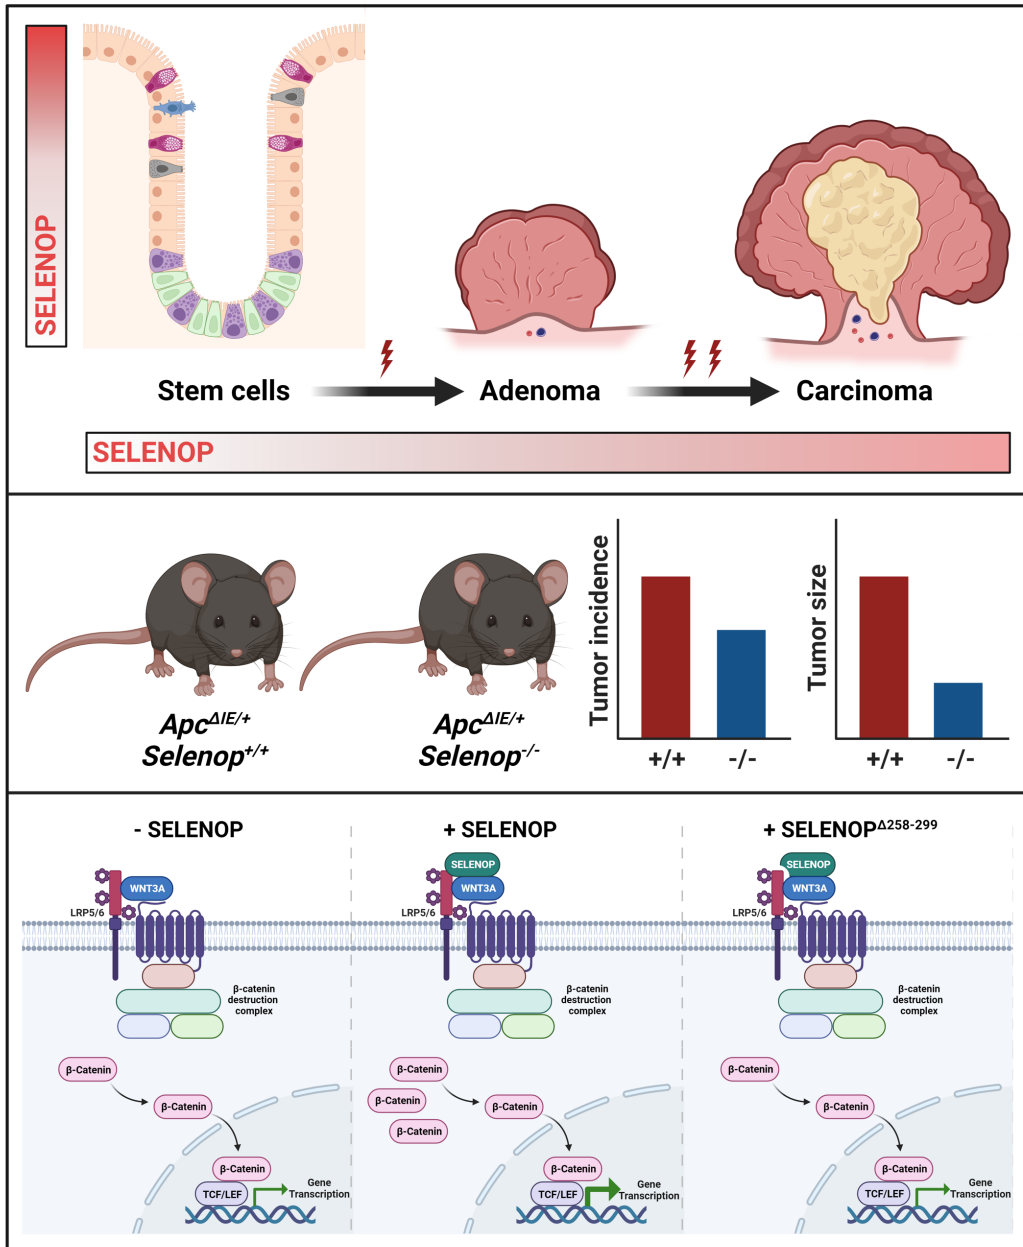 SELENOP
Stem cells
Adenoma
Carcinoma
SELENOP
Apc^ΔIE/+
Selenop^+/+
Apc^ΔIE/+
Selenop^-/-
Tumor incidence
+/+
-/-
Tumor size
+/+
-/-
- SELENOP
WNT3A
LRP5/6
β-catenin
destruction
complex
β-Catenin
β-Catenin
β-Catenin
TCF/LEF
Gene
Transcription
+ SELENOP
SELENOP
WNT3A
LRP5/6
β-catenin
destruction
complex
β-Catenin
β-Catenin
β-Catenin
β-Catenin
β-Catenin
TCF/LEF
Gene
Transcription
+ SELENOP^Δ258-299
SELENOP
WNT3A
LRP5/6
β-catenin
destruction
complex
β-Catenin
β-Catenin
β-Catenin
TCF/LEF
Gene
Transcription